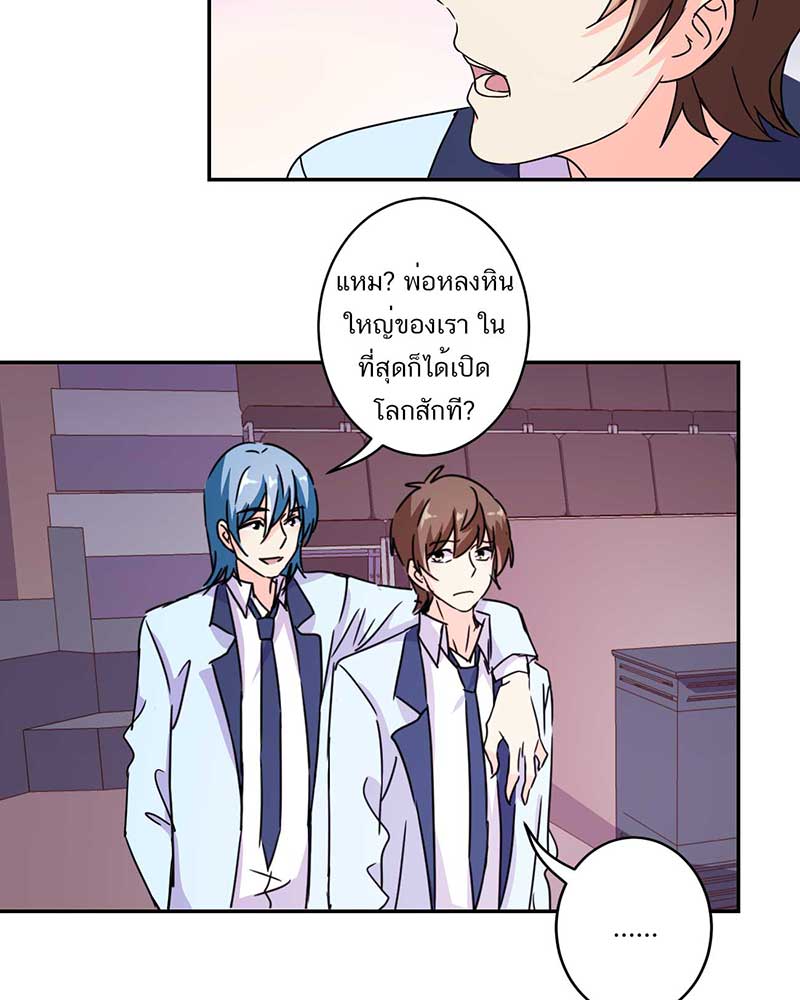 แหม? พ่อหลงหิน
ใหญ่ของเรา ใน
ที่สุดก็ได้เปิด
โลกสักที?
......